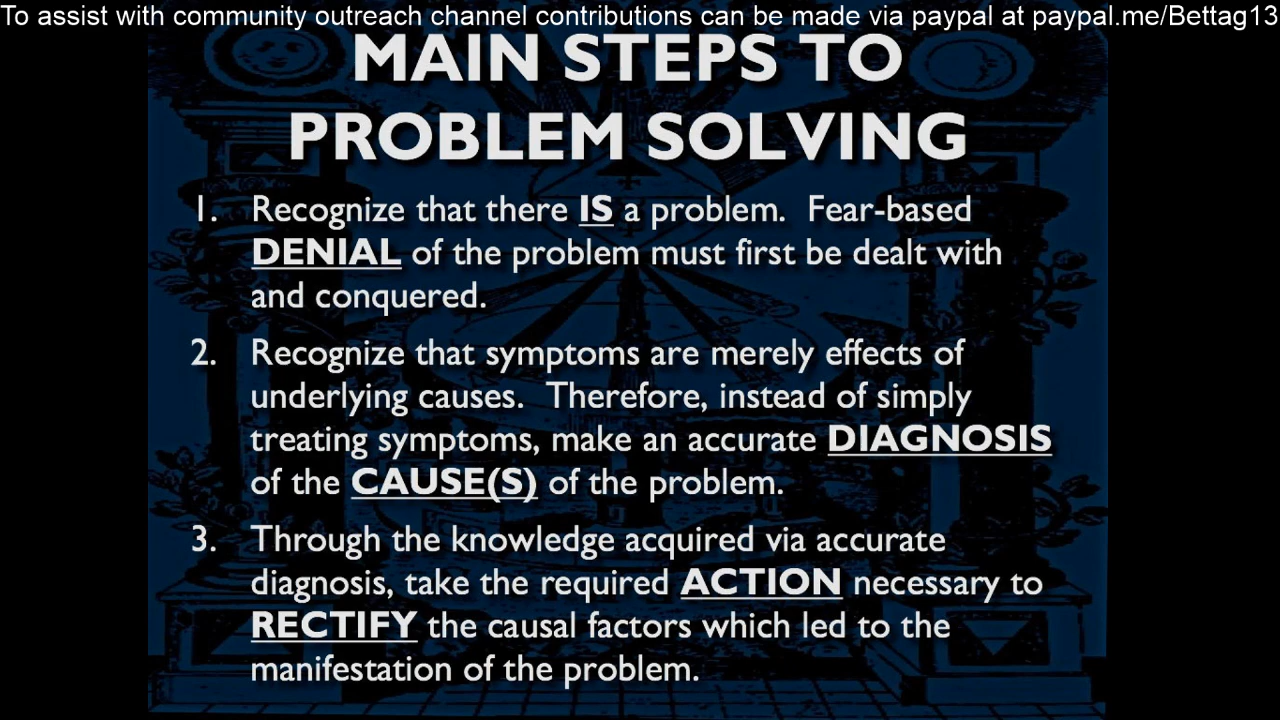 To assist with community outreach channel contributions can be made via paypal at paypal.me/Bettag13
MAIN STEPS TO
PROBLEM SOLVING
1. Recognize that there IS a problem. Fear-based
DENIAL of the problem must first be dealt with
and conquered.
2. Recognize that symptoms are merely effects of
underlying causes. Therefore, instead of simply
treating symptoms, make an accurate DIAGNOSIS
of the CAUSE(S) of the problem.
3. Through the knowledge acquired via accurate
diagnosis, take the required ACTION necessary to
RECTIFY the causal factors which led to the
manifestation of the problem.